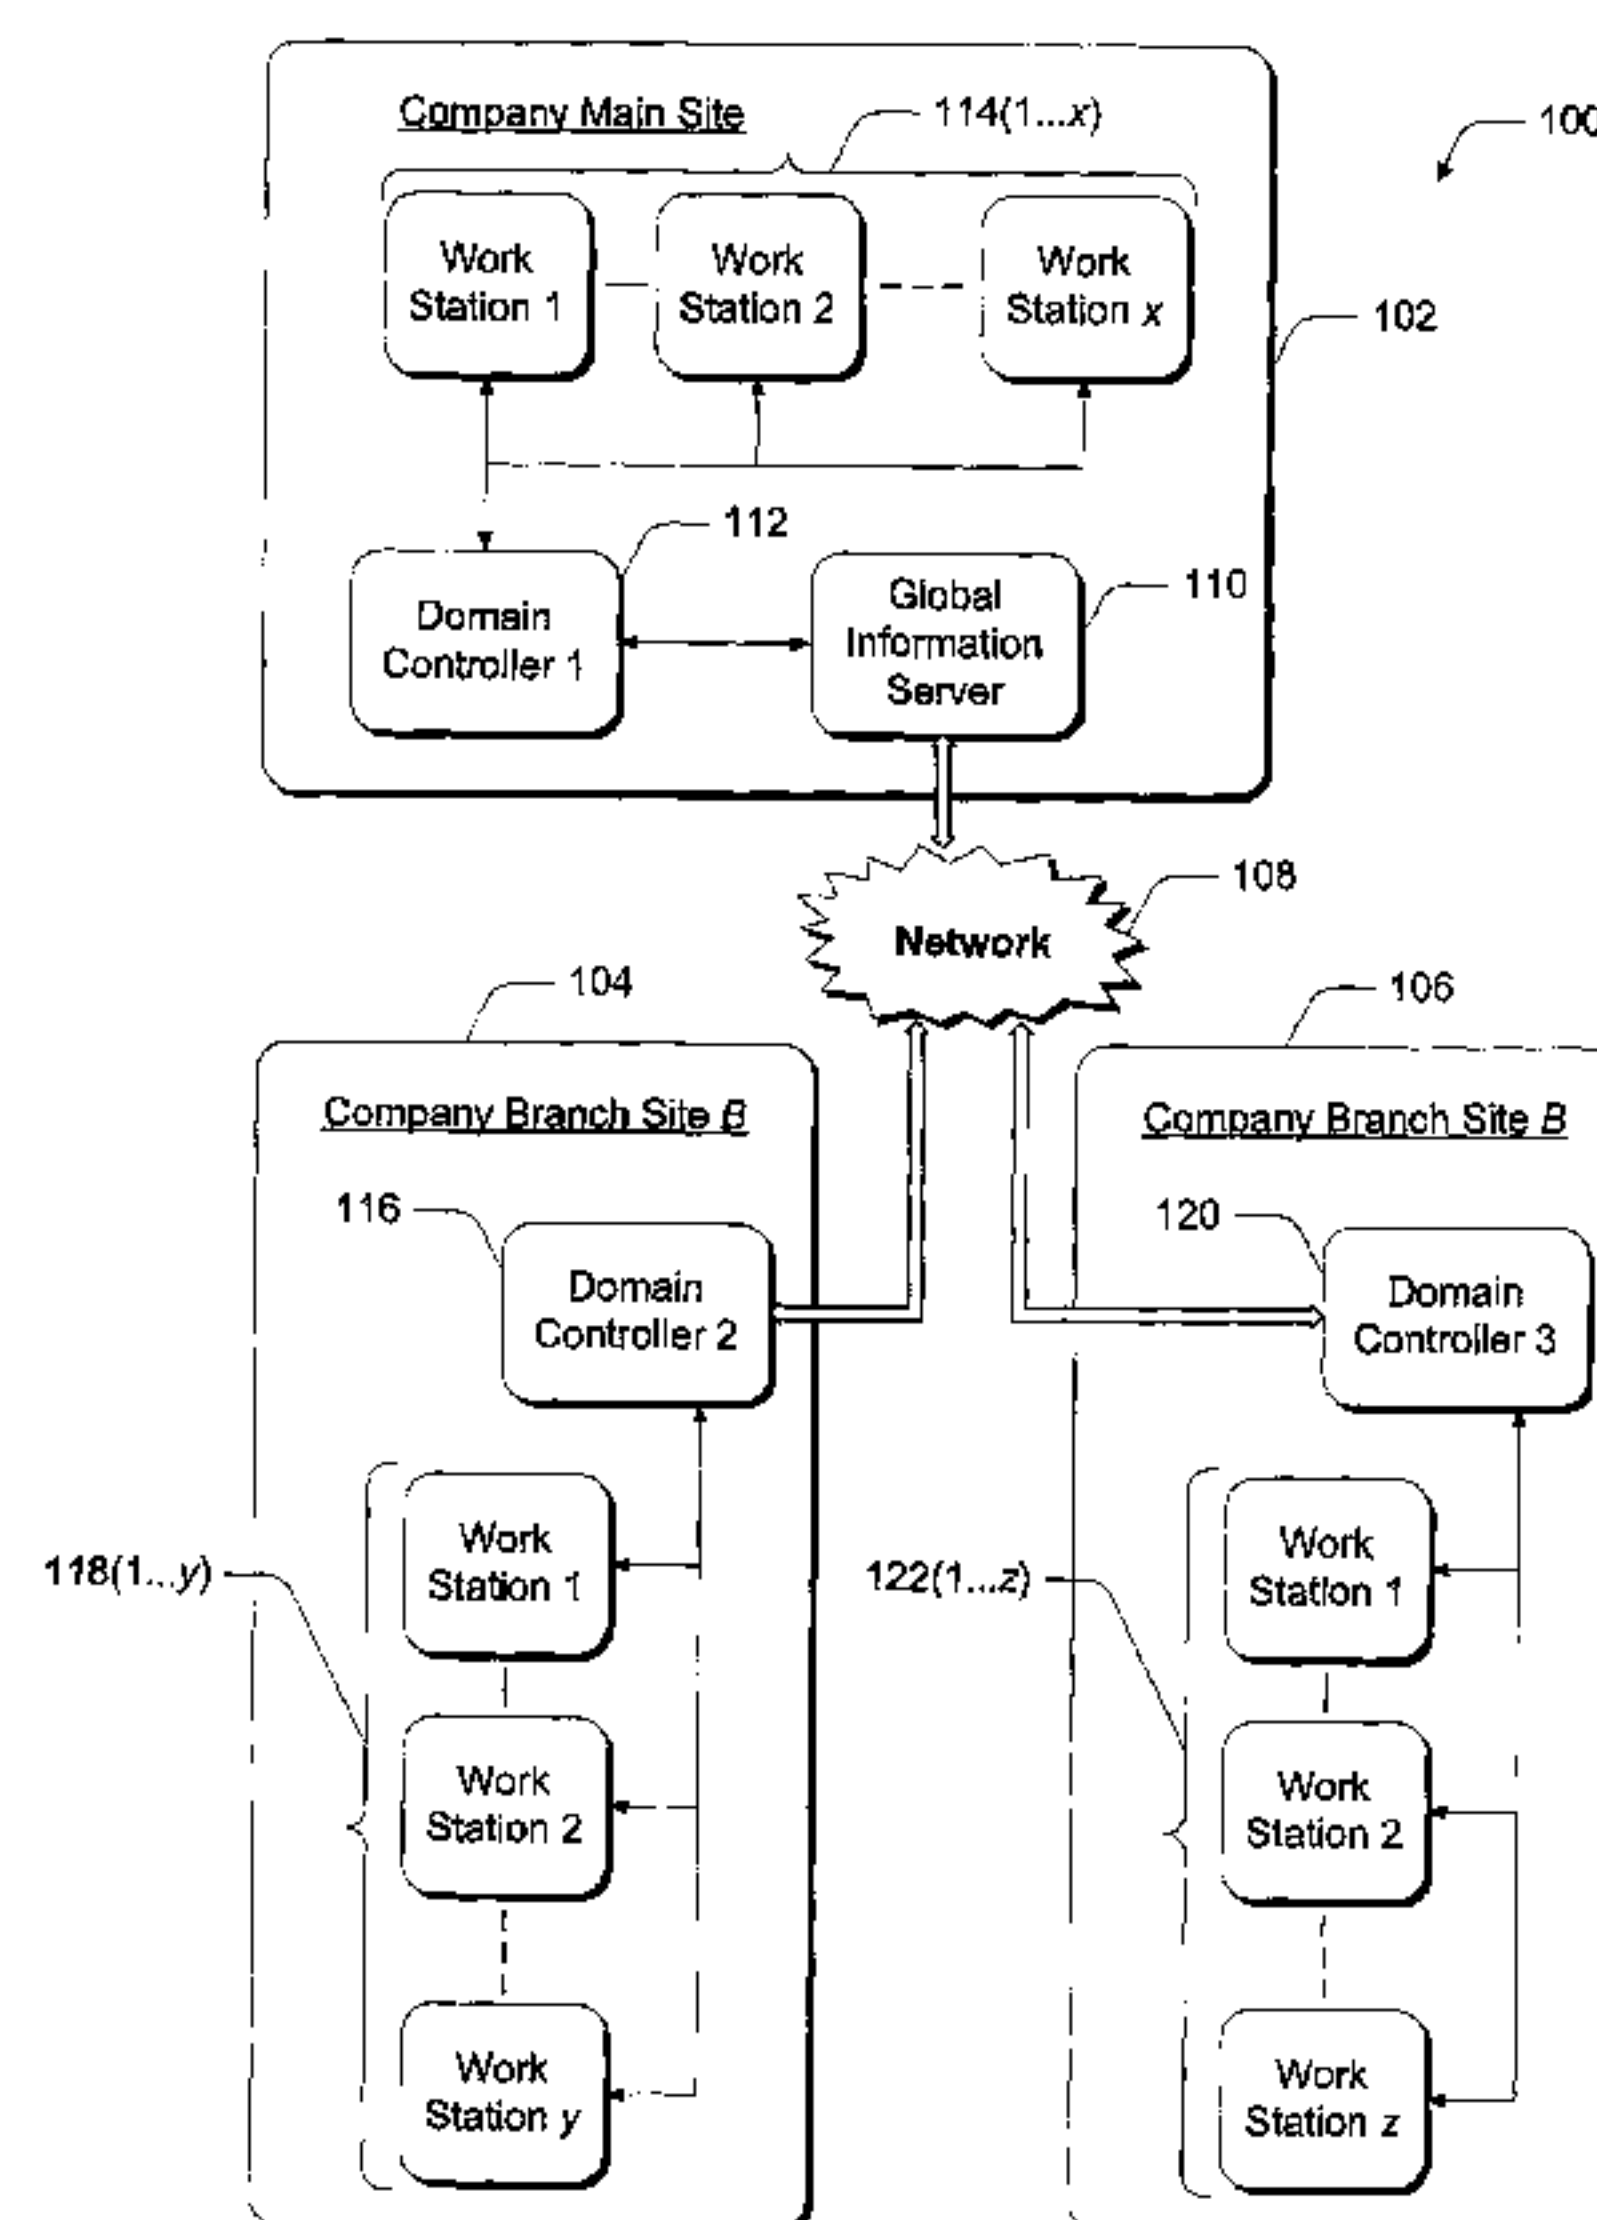 Company Main Site
114(1...x)
100
Work
Station 1
Work
Station 2
Work
Station x
102
112
Domain
Controller 1
Global
Information
Server
110
108
Network
104
106
Company Branch Site B
Company Branch Site B
116
Domain
Controller 2
120
Domain
Controller 3
118(1...y)
Work
Station 1
Work
Station 2
Work
Station y
122(1...z)
Work
Station 1
Work
Station 2
Work
Station z